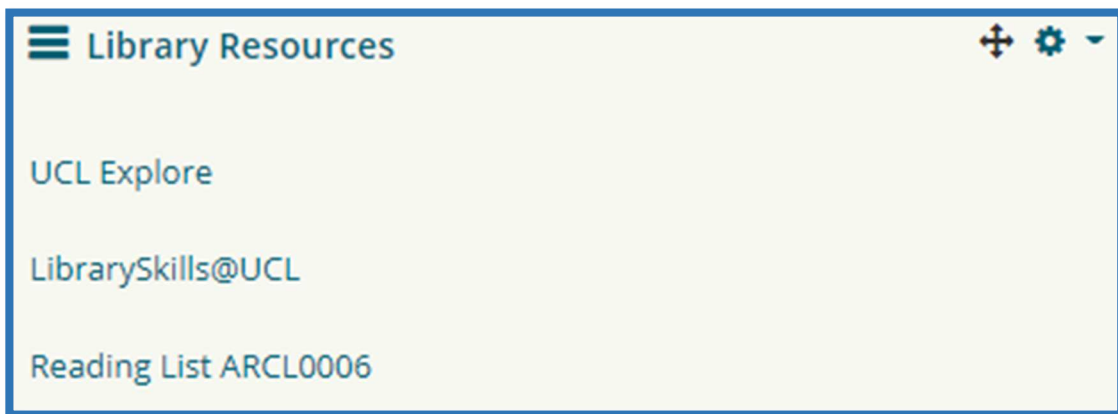 Library Resources
UCL Explore
LibrarySkills@UCL
Reading List ARCL0006